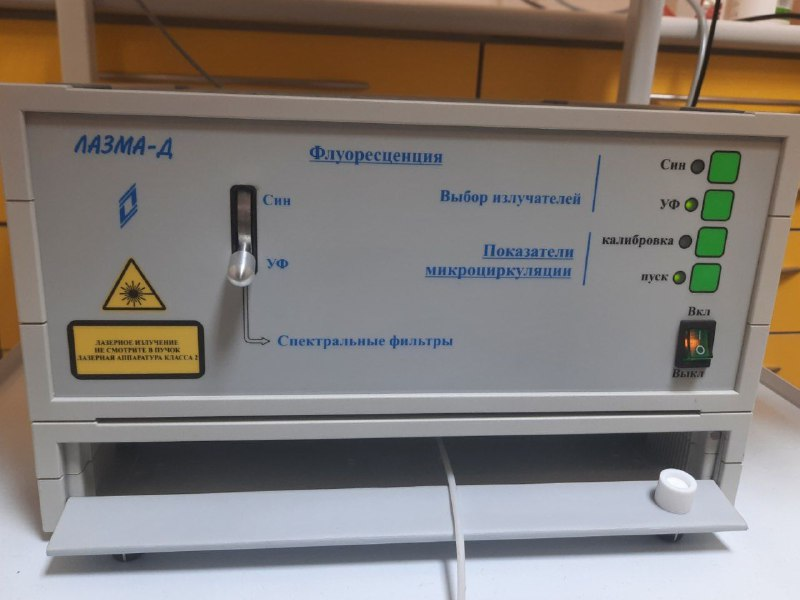 ЛАЗМА-Д
Флуоресценция
Син
Син
Выбор излучателей
УФ
УФ
калибровка
Показатели
микроциркуляции
пуск
Вкл
Спектральные фильтры
ЛАЗЕРНОЕ ИЗЛУЧЕНИЕ
НЕ СМОТРИТЕ В ПУЧОК
ЛАЗЕРНАЯ АППАРАТУРА КЛАССА 2
Выкл